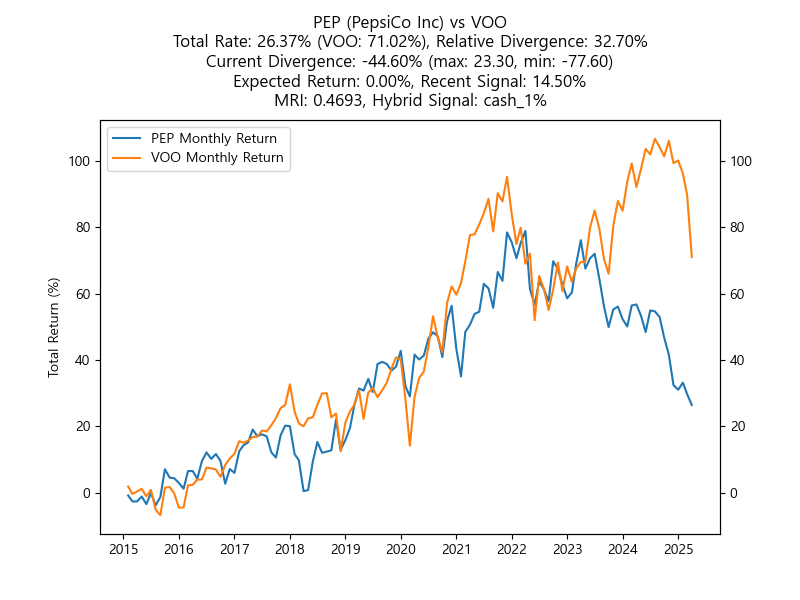 PEP (PepsiCo Inc) vs VOO
Total Rate: 26.37% (VOO: 71.02%), Relative Divergence: 32.70%
Current Divergence: -44.60% (max: 23.30, min: -77.60)
Expected Return: 0.00%, Recent Signal: 14.50%
MRI: 0.4693, Hybrid Signal: cash_1%
PEP Monthly Return
VOO Monthly Return
Total Return (%)
100 100
80 80
60 60
40 40
20 20
0 0
2015 2016 2017 2018 2019 2020 2021 2022 2023 2024 2025